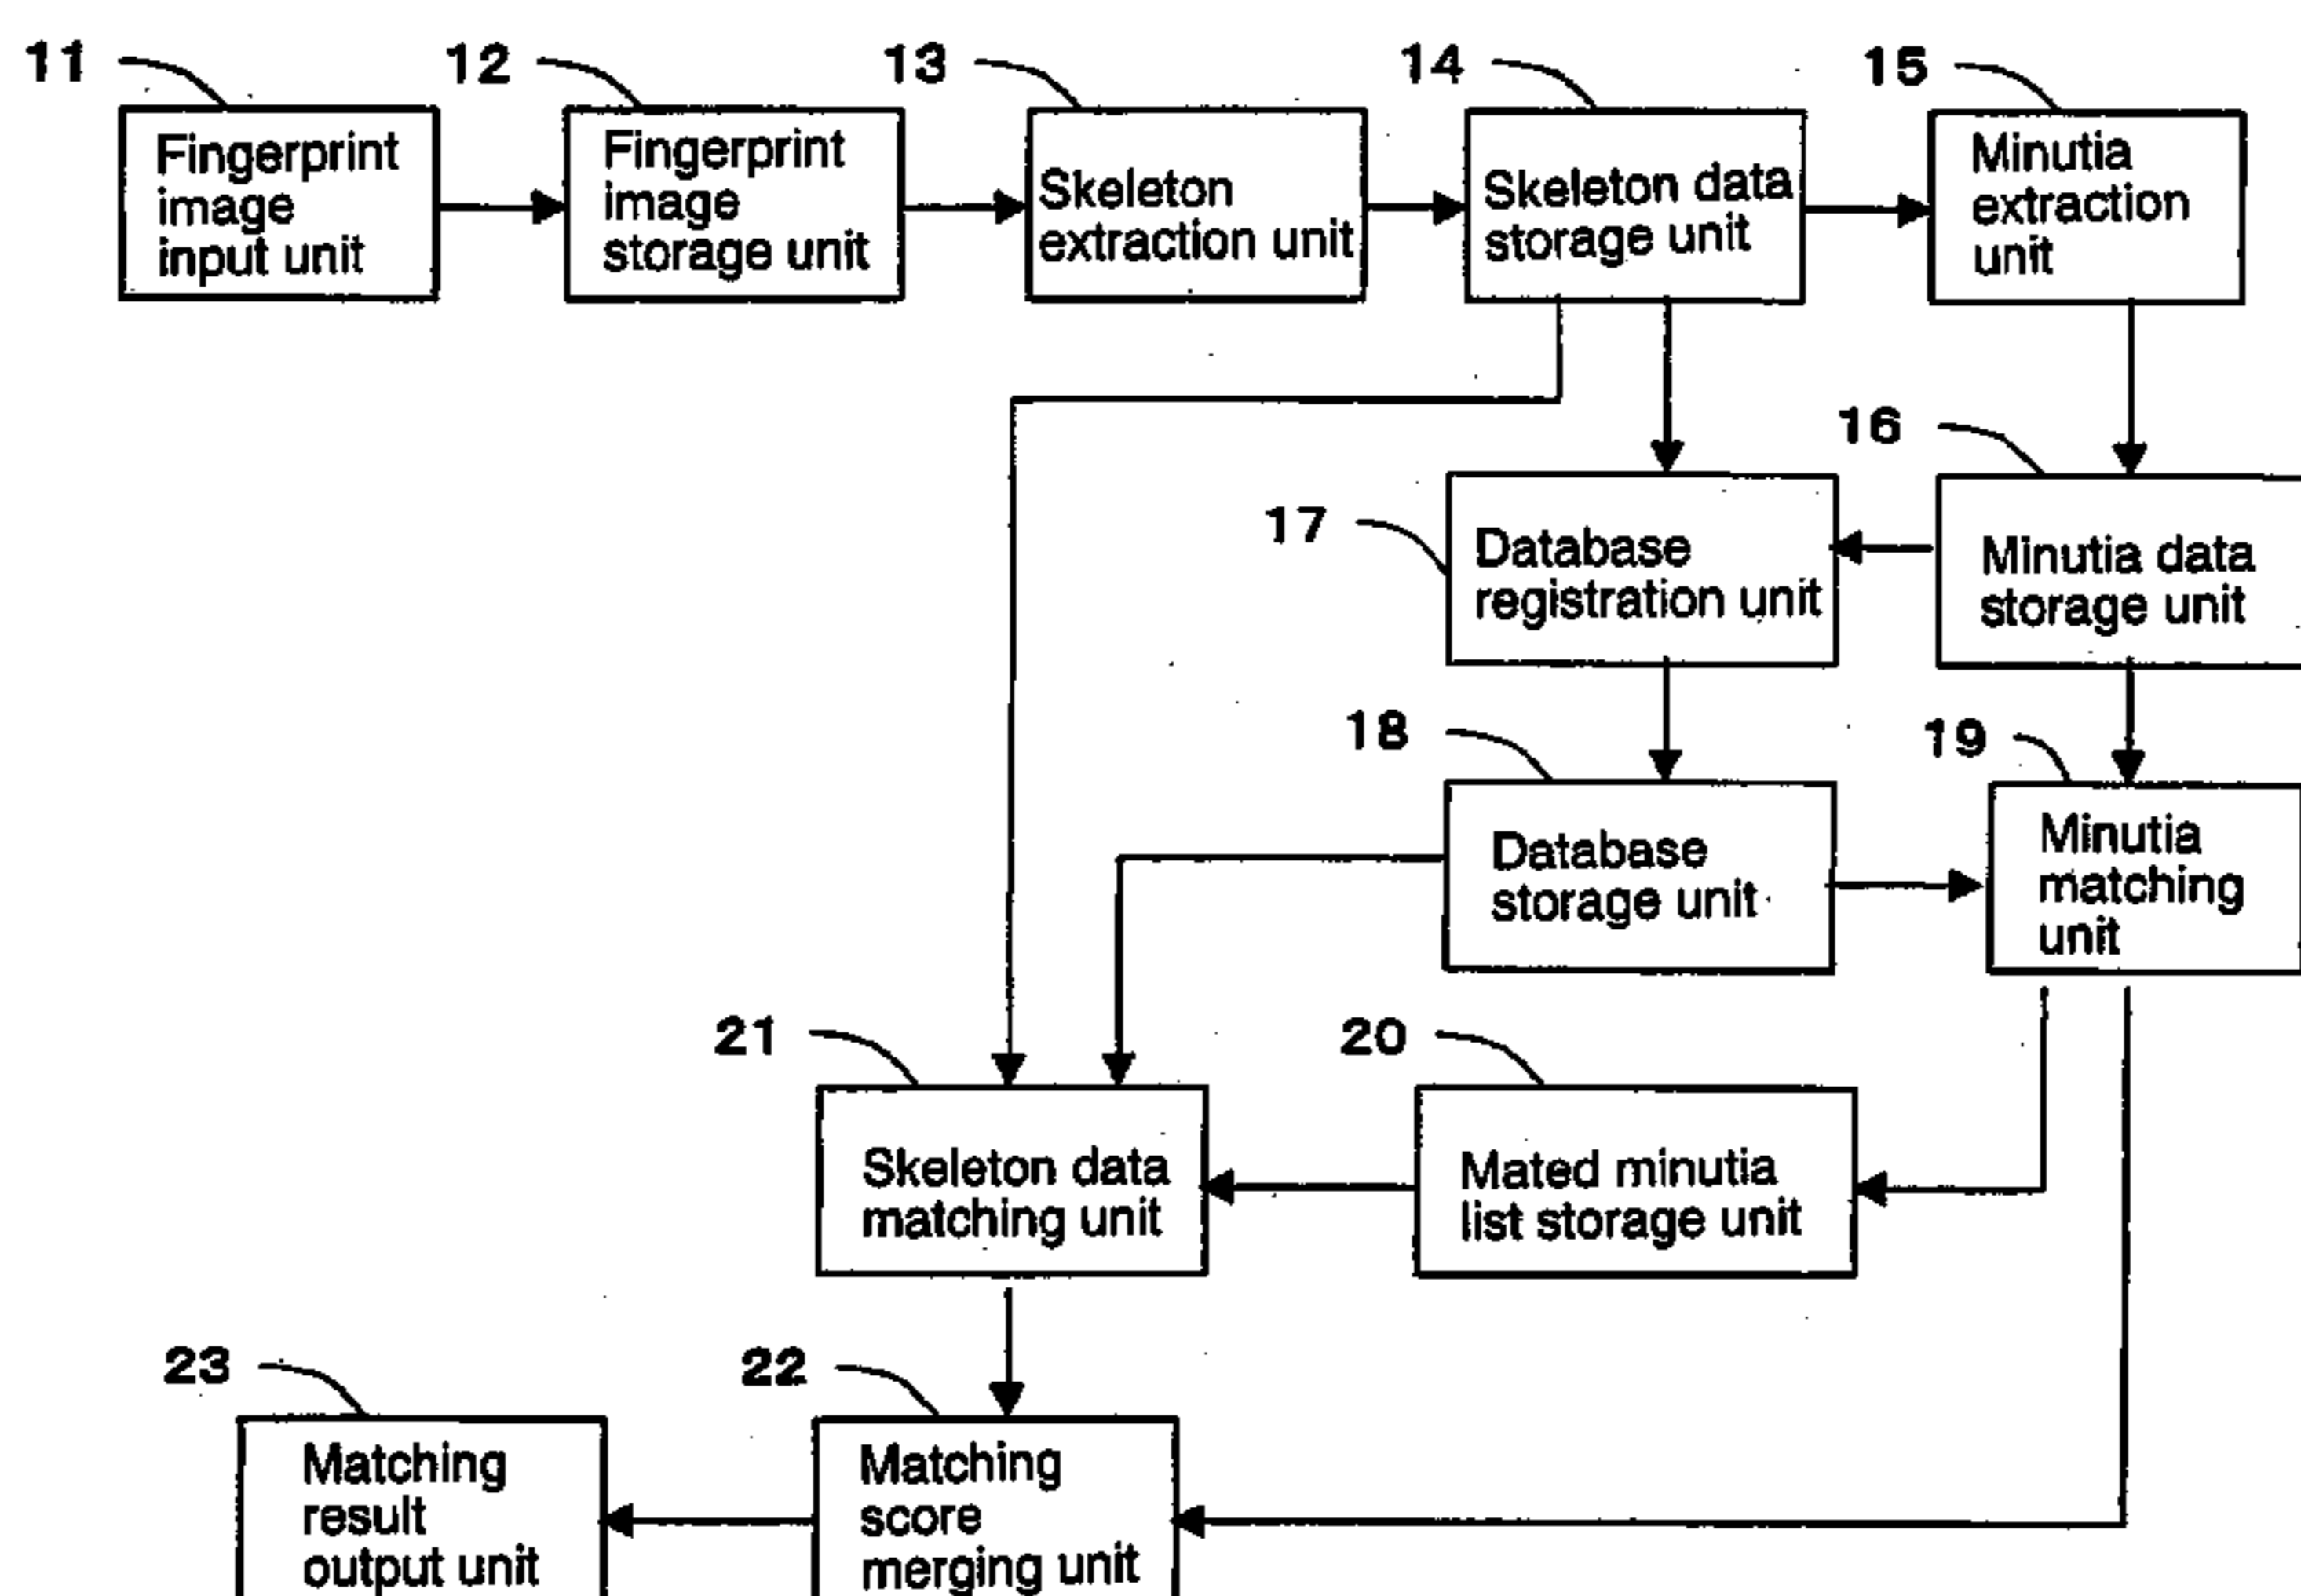 11
12
13
14
15
Fingerprint
image
input unit
Fingerprint
image
storage unit
Skeleton
extraction unit
Skeleton data
storage unit
Minutia
extraction
unit
16
17
Database
registration unit
Minutia data
storage unit
18
19
Database
storage unit
Minutia
matching
unit
21
20
Skeleton data
matching unit
Mated minutia
list storage unit
23
22
Matching
result
output unit
Matching
score
merging unit